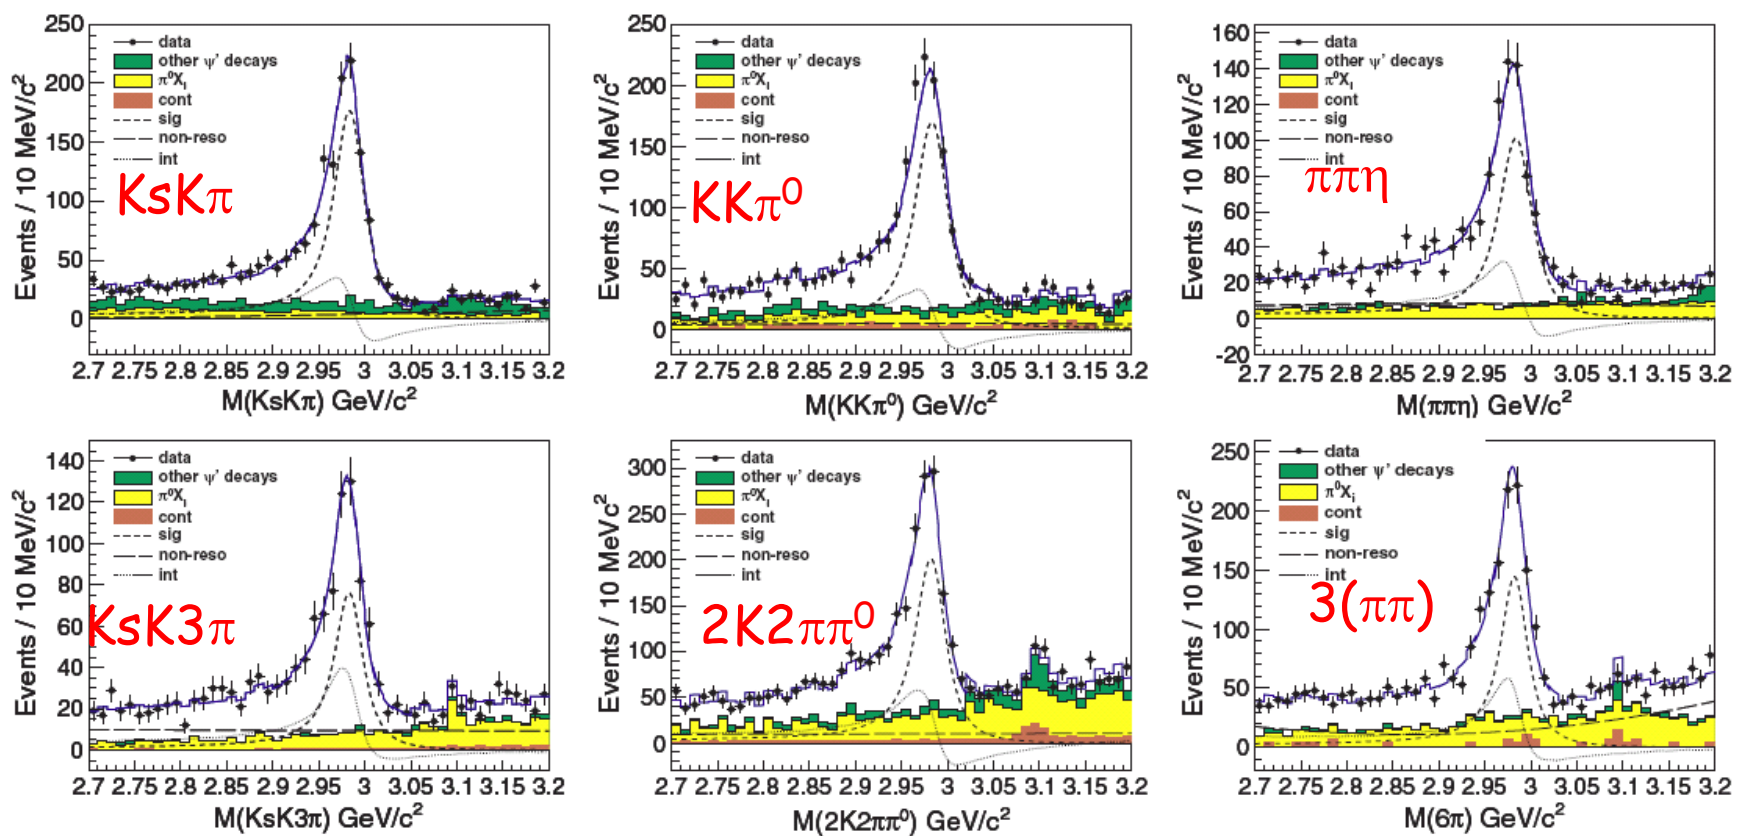 Events / 10 MeV/c²
250
200
150
100
50
0
data
other ψ' decays
π⁰Xᵢ
cont
sig
non-reso
int
KsKπ
2.7 2.75 2.8 2.85 2.9 2.95 3 3.05 3.1 3.15 3.2
M(KsKπ) GeV/c²
Events / 10 MeV/c²
250
200
150
100
50
0
data
other ψ' decays
π⁰Xᵢ
cont
sig
non-reso
int
KKπ⁰
2.7 2.75 2.8 2.85 2.9 2.95 3 3.05 3.1 3.15 3.2
M(KKπ⁰) GeV/c²
Events / 10 MeV/c²
160
140
120
100
80
60
40
20
0
-20
data
other ψ' decays
π⁰Xᵢ
cont
sig
non-reso
int
ππη
2.7 2.75 2.8 2.85 2.9 2.95 3 3.05 3.1 3.15 3.2
M(ππη) GeV/c²
Events / 10 MeV/c²
140
120
100
80
60
40
20
0
data
other ψ' decays
π⁰Xᵢ
cont
sig
non-reso
int
KsK3π
2.7 2.75 2.8 2.85 2.9 2.95 3 3.05 3.1 3.15 3.2
M(KsK3π) GeV/c²
Events / 10 MeV/c²
300
250
200
150
100
50
0
data
other ψ' decays
π⁰Xᵢ
cont
sig
non-reso
int
2K2ππ⁰
2.7 2.75 2.8 2.85 2.9 2.95 3 3.05 3.1 3.15 3.2
M(2K2ππ⁰) GeV/c²
Events / 10 MeV/c²
250
200
150
100
50
0
data
other ψ' decays
π⁰Xᵢ
cont
sig
non-reso
int
3(ππ)
2.7 2.75 2.8 2.85 2.9 2.95 3 3.05 3.1 3.15 3.2
M(6π) GeV/c²